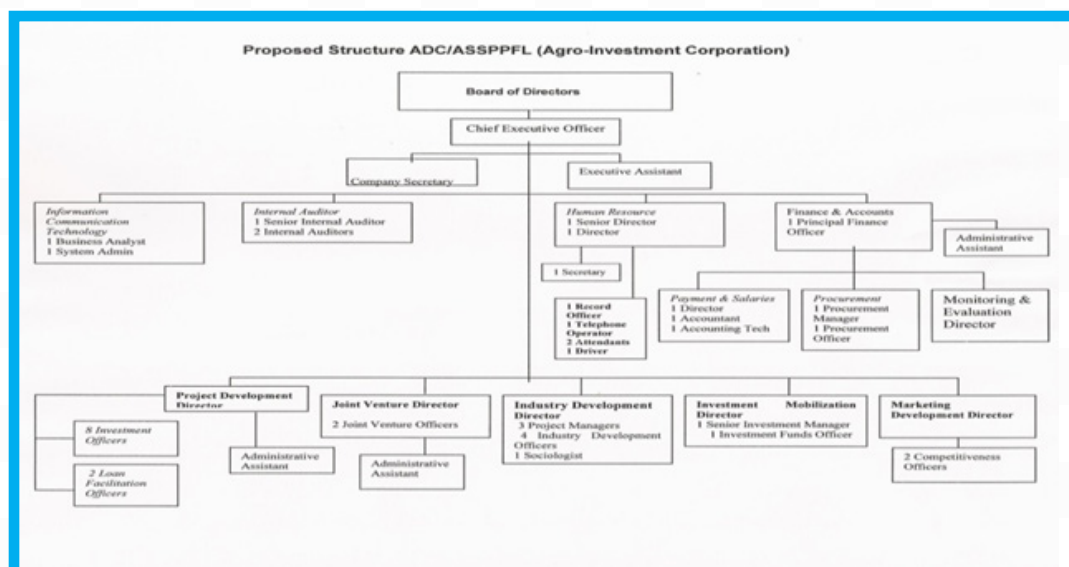 Proposed Structure ADC/ASSPPFL (Agro-Investment Corporation)
Board of Directors
Chief Executive Officer
Company Secretary
Executive Assistant
Information
Communication
Technology
1 Business Analyst
1 System Admin
Internal Auditor
1 Senior Internal Auditor
2 Internal Auditors
Human Resource
1 Senior Director
1 Director
Finance & Accounts
1 Principal Finance
Officer
Administrative
Assistant
1 Secretary
1 Record
Officer
1 Telephone
Operator
2 Attendants
1 Driver
Payment & Salaries
1 Director
1 Accountant
1 Accounting Tech
Procurement
1 Procurement
Manager
1 Procurement
Officer
Monitoring &
Evaluation
Director
Project Development
Director
8 Investment
Officers
2 Loan
Facilitation
Officers
Administrative
Assistant
Joint Venture Director
2 Joint Venture Officers
Administrative
Assistant
Industry Development
Director
3 Project Managers
4 Industry Development
Officers
1 Sociologist
Investment Mobilization
Director
1 Senior Investment Manager
1 Investment Funds Officer
Marketing
Development Director
2 Competitiveness
Officers